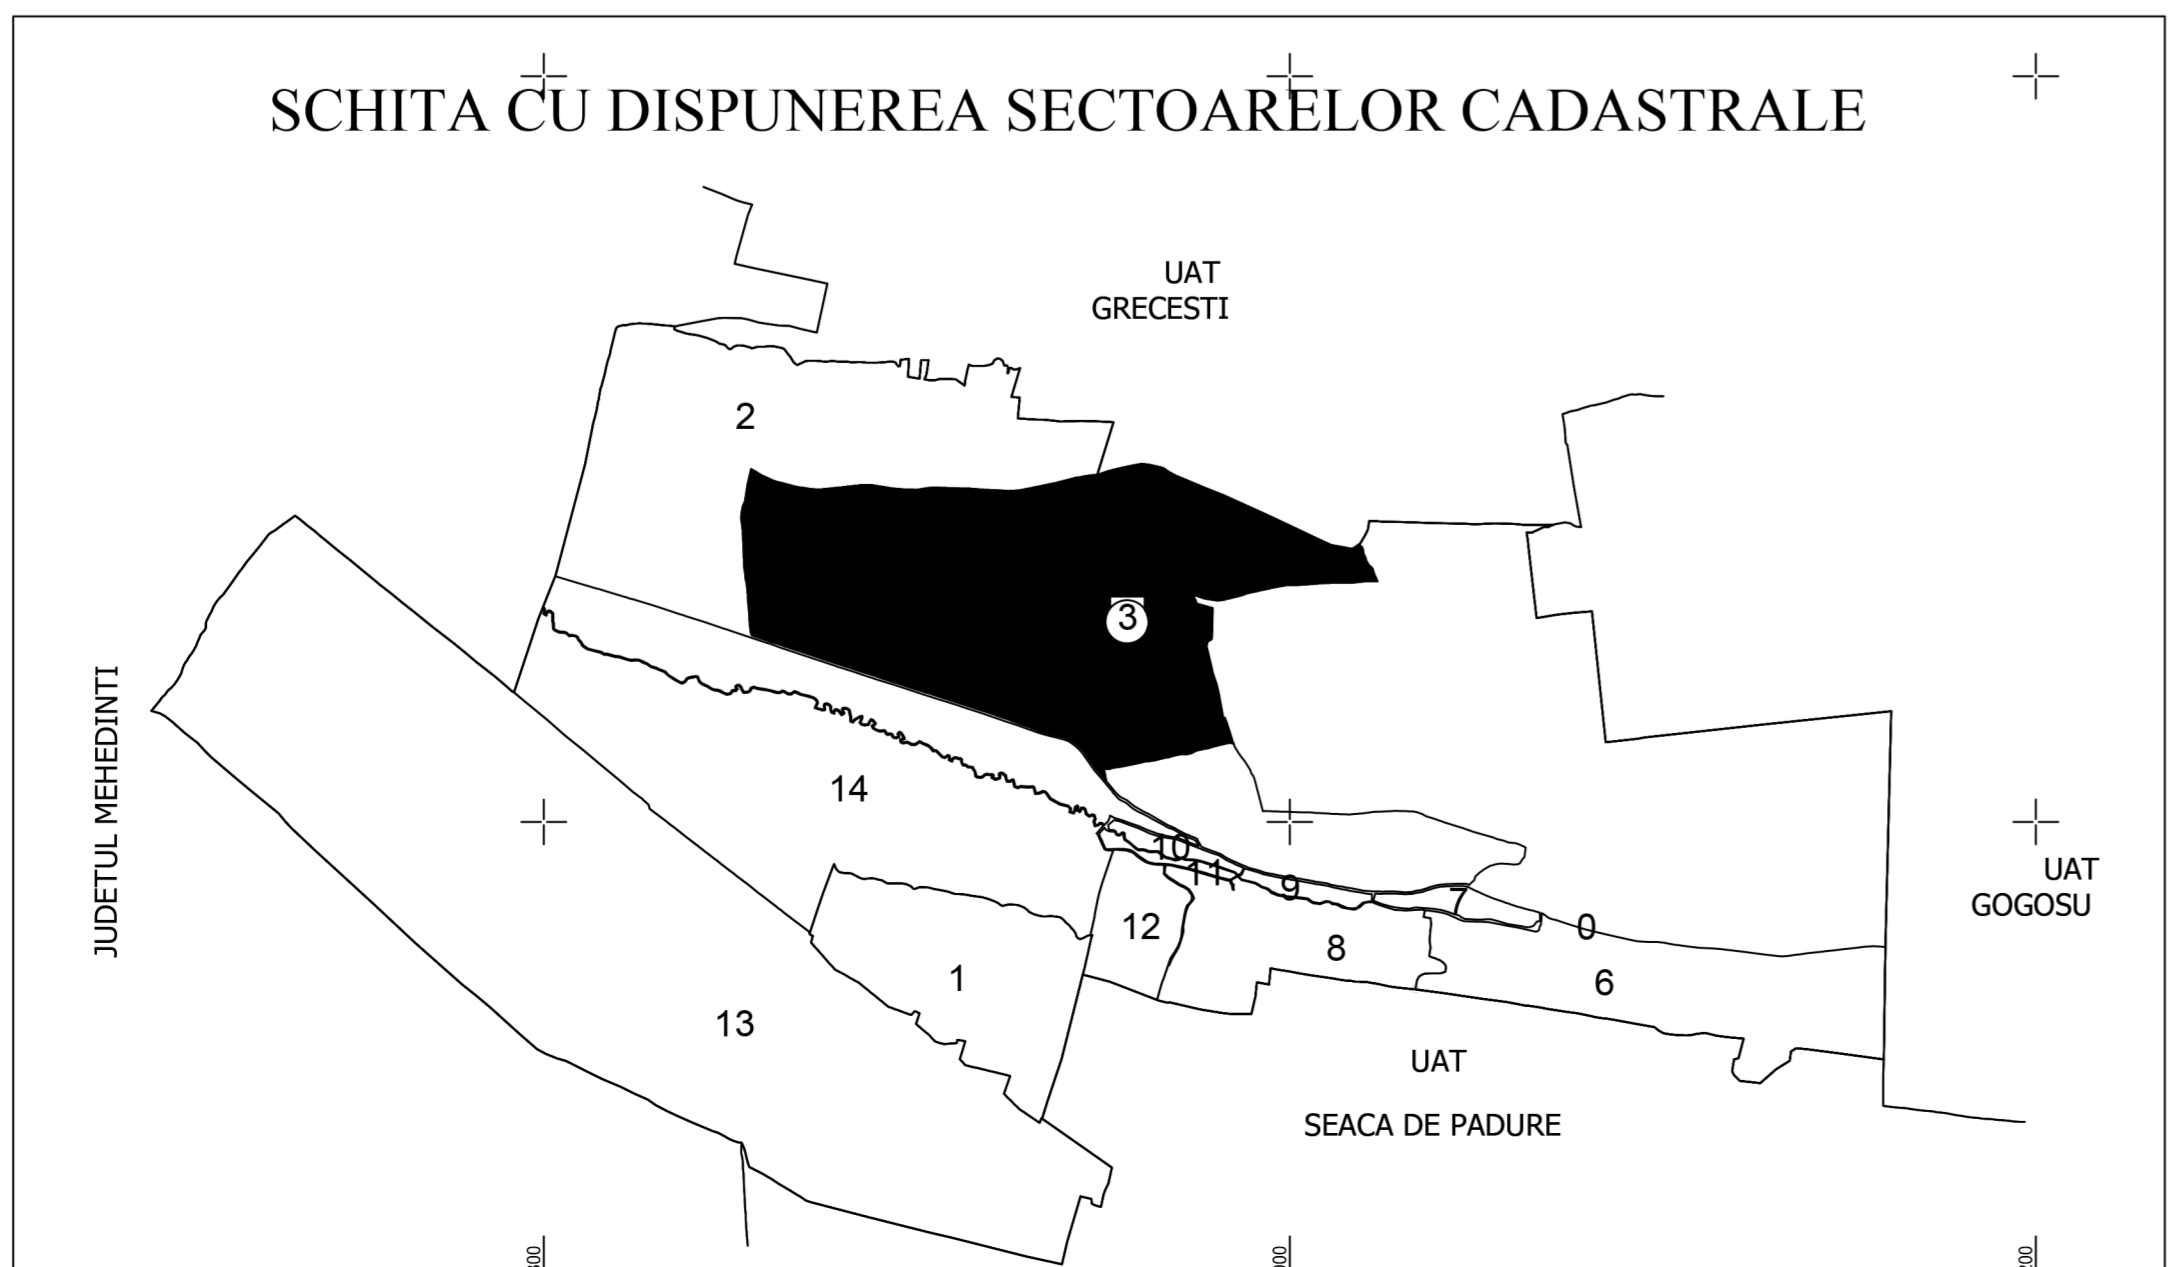 SCHITA CU DISPUNEREA SECTOARELOR CADASTRALE
UAT
GRECESTI
2
3
JUDETUL MEHEDINTI
14
10
11
9
7
UAT
GOGOSU
0
12
8
1
6
13
UAT
SEACA DE PADURE